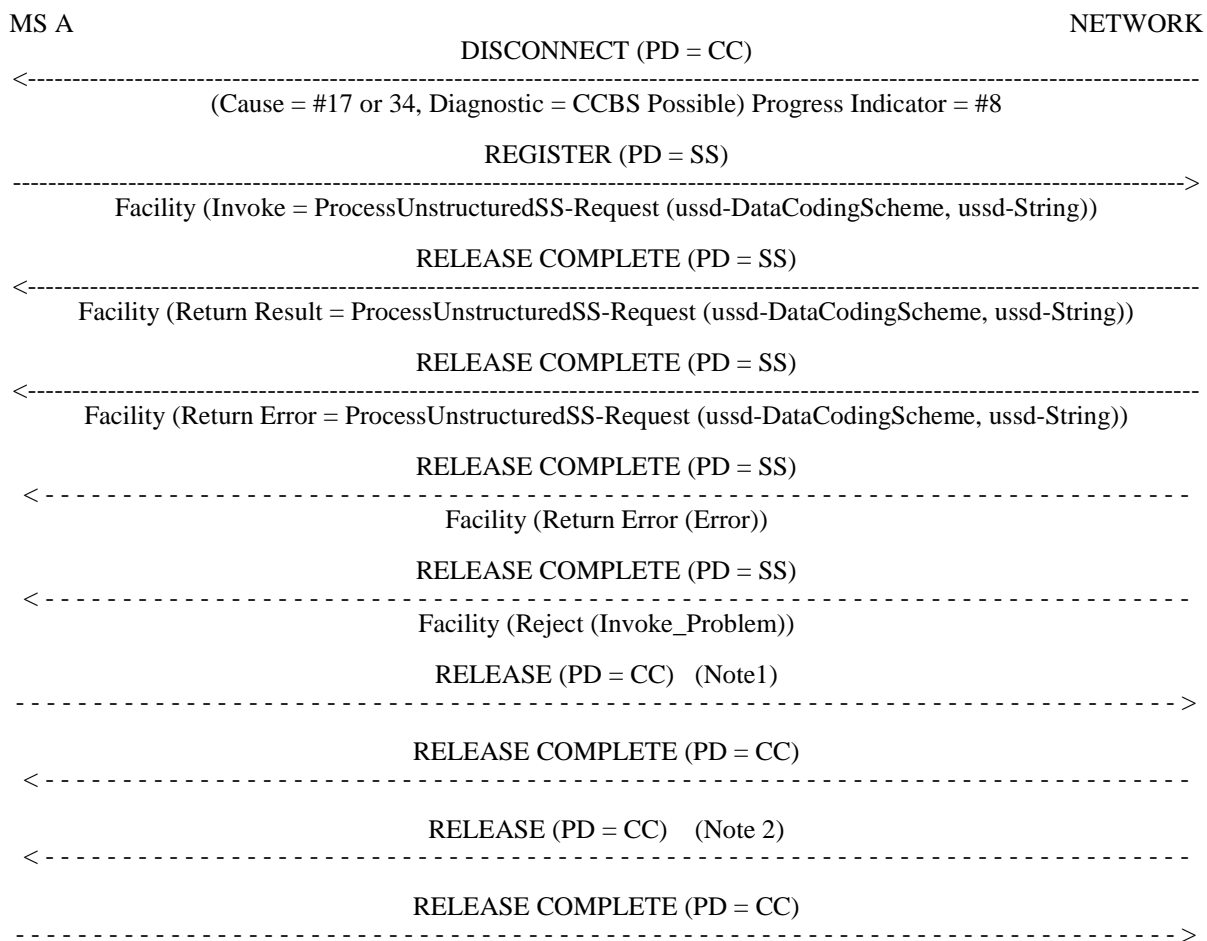 MS A NETWORK
DISCONNECT (PD = CC)
(Cause = #17 or 34, Diagnostic = CCBS Possible) Progress Indicator = #8
REGISTER (PD = SS)
Facility (Invoke = ProcessUnstructuredSS-Request (ussd-DataCodingScheme, ussd-String))
RELEASE COMPLETE (PD = SS)
Facility (Return Result = ProcessUnstructuredSS-Request (ussd-DataCodingScheme, ussd-String))
RELEASE COMPLETE (PD = SS)
Facility (Return Error = ProcessUnstructuredSS-Request (ussd-DataCodingScheme, ussd-String))
RELEASE COMPLETE (PD = SS)
Facility (Return Error (Error))
RELEASE COMPLETE (PD = SS)
Facility (Reject (Invoke_Problem))
RELEASE (PD = CC) (Note1)
RELEASE COMPLETE (PD = CC)
RELEASE (PD = CC) (Note 2)
RELEASE COMPLETE (PD = CC)